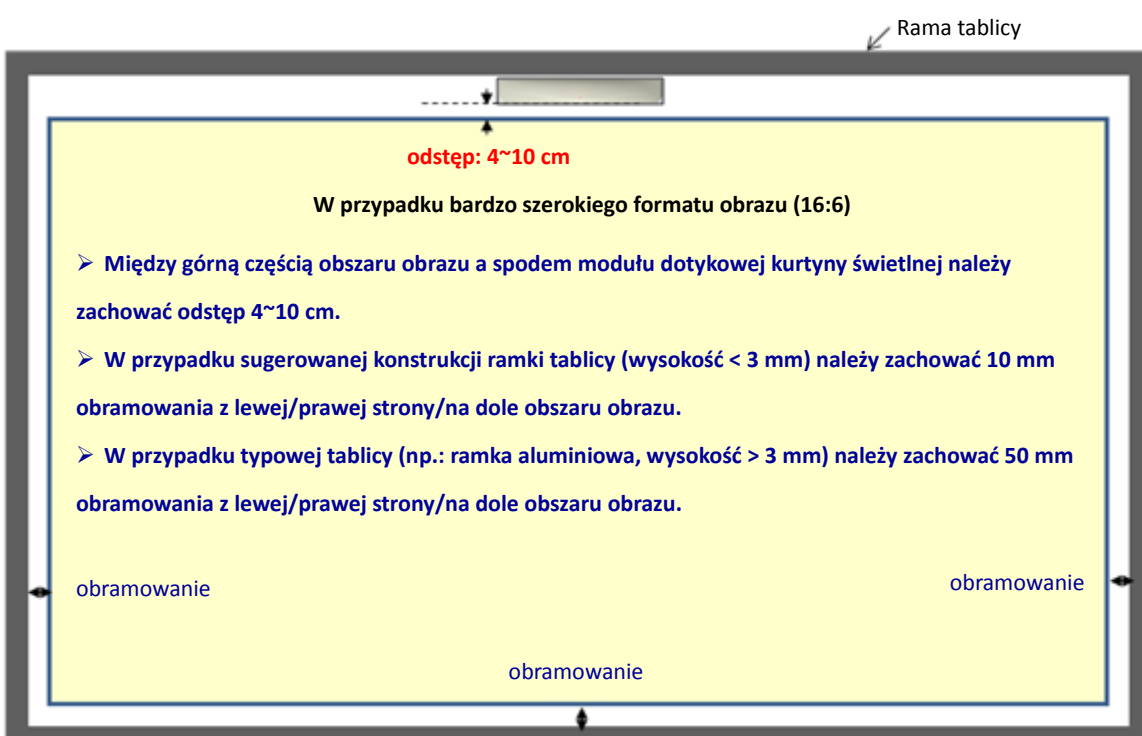 Rama tablicy
odstęp: 4~10 cm
W przypadku bardzo szerokiego formatu obrazu (16:6)
➢ Między górną częścią obszaru obrazu a spodem modułu dotykowej kurtyny świetlnej należy
zachować odstęp 4~10 cm.
➢ W przypadku sugerowanej konstrukcji ramki tablicy (wysokość < 3 mm) należy zachować 10 mm
obramowania z lewej/prawej strony/na dole obszaru obrazu.
➢ W przypadku typowej tablicy (np.: ramka aluminiowa, wysokość > 3 mm) należy zachować 50 mm
obramowania z lewej/prawej strony/na dole obszaru obrazu.
obramowanie
obramowanie
obramowanie